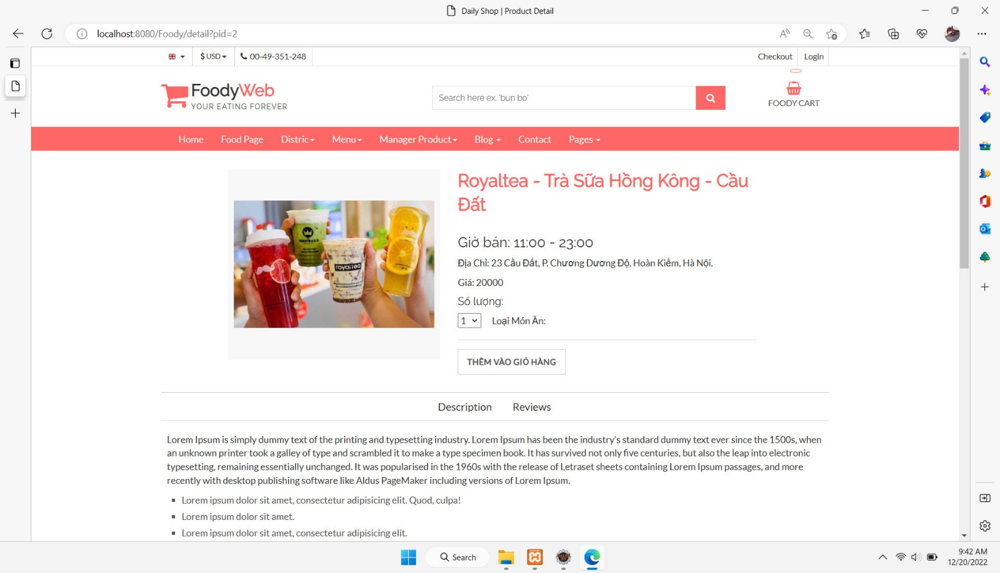 Daily Shop | Product Detail
localhost:8080/Foody/detail?pid=2
$ USD
00-49-351-248
Checkout
Login
FoodyWeb
YOUR EATING FOREVER
Search here ex. 'bun bo'
FOODY CART
Home
Food Page
Distric
Menu
Manager Product
Blog
Contact
Pages
Royaltea - Trà Sữa Hồng Kông - Cầu
Đất
royaltea
Giờ bán: 11:00 - 23:00
Địa Chỉ: 23 Cầu Đất, P. Chương Dương Độ, Hoàn Kiếm, Hà Nội.
Giá: 20000
Số lượng:
1
Loại Món Ăn:
THÊM VÀO GIỎ HÀNG
Description
Reviews
Lorem Ipsum is simply dummy text of the printing and typesetting industry. Lorem Ipsum has been the industry's standard dummy text ever since the 1500s, when
an unknown printer took a galley of type and scrambled it to make a type specimen book. It has survived not only five centuries, but also the leap into electronic
typesetting, remaining essentially unchanged. It was popularised in the 1960s with the release of Letraset sheets containing Lorem Ipsum passages, and more
recently with desktop publishing software like Aldus PageMaker including versions of Lorem Ipsum.
Lorem ipsum dolor sit amet, consectetur adipisicing elit. Quod, culpa!
Lorem ipsum dolor sit amet.
Lorem ipsum dolor sit amet, consectetur adipisicing elit.
Search
9:42 AM
12/20/2022